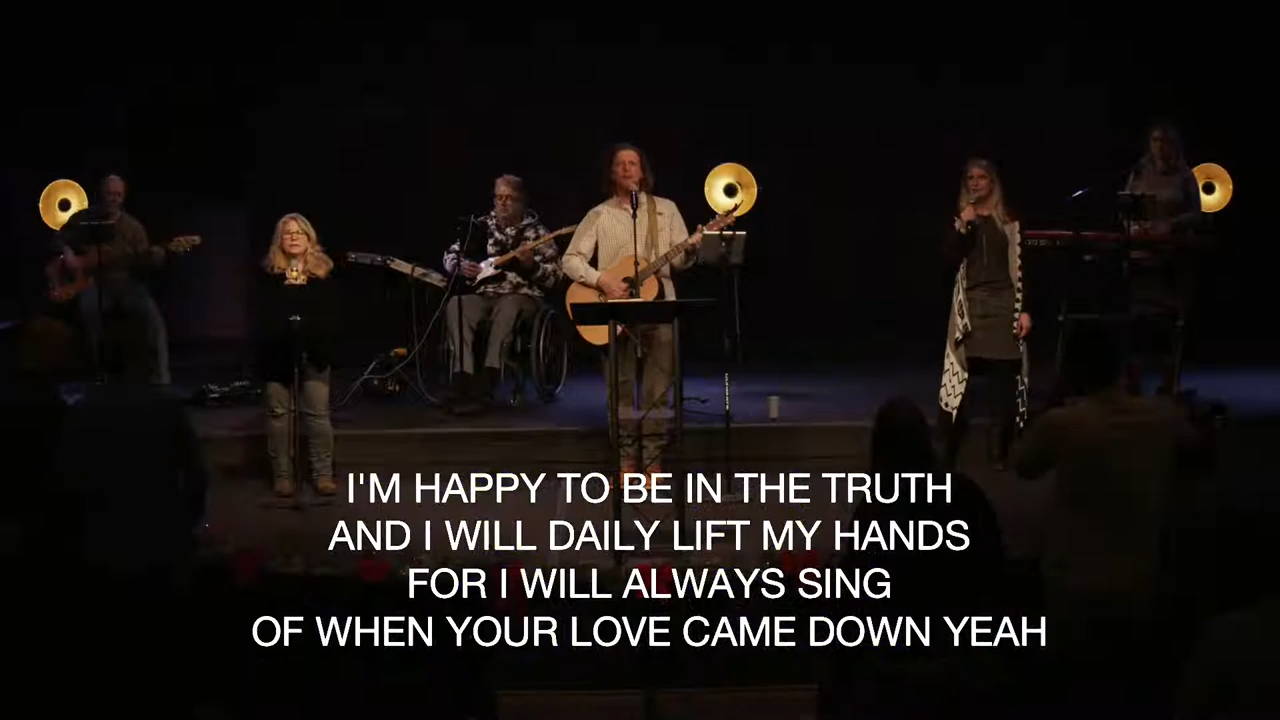 I'M HAPPY TO BE IN THE TRUTH
AND I WILL DAILY LIFT MY HANDS
FOR I WILL ALWAYS SING
OF WHEN YOUR LOVE CAME DOWN YEAH